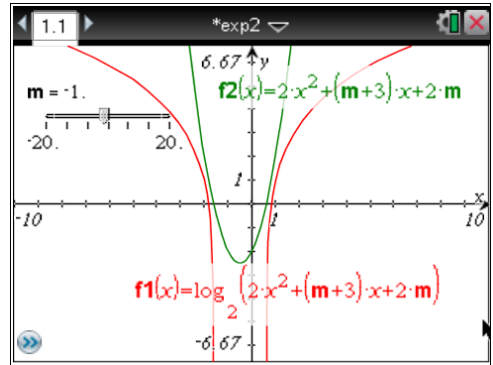 1.1 *exp2
6.67 y
m = -1.
f2(x)=2·x²+(m+3)·x+2·m
-20. 20.
1
x
-10 1 10
f1(x)=log₂(2·x²+(m+3)·x+2·m)
-6.67